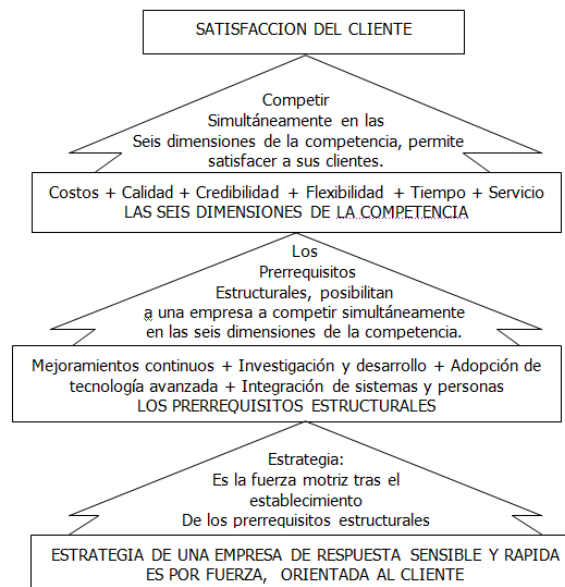 SATISFACCION DEL CLIENTE
Competir
Simultáneamente en las
Seis dimensiones de la competencia, permite
satisfacer a sus clientes.
Costos + Calidad + Credibilidad + Flexibilidad + Tiempo + Servicio
LAS SEIS DIMENSIONES DE LA COMPETENCIA
Los
Prerrequisitos
Estructurales, posibilitan
a una empresa a competir simultáneamente
en las seis dimensiones de la competencia.
Mejoramientos continuos + Investigación y desarrollo + Adopción de
tecnología avanzada + Integración de sistemas y personas
LOS PRERREQUISITOS ESTRUCTURALES
Estrategia:
Es la fuerza motriz tras el
establecimiento
De los prerrequisitos estructurales
ESTRATEGIA DE UNA EMPRESA DE RESPUESTA SENSIBLE Y RAPIDA
ES POR FUERZA, ORIENTADA AL CLIENTE